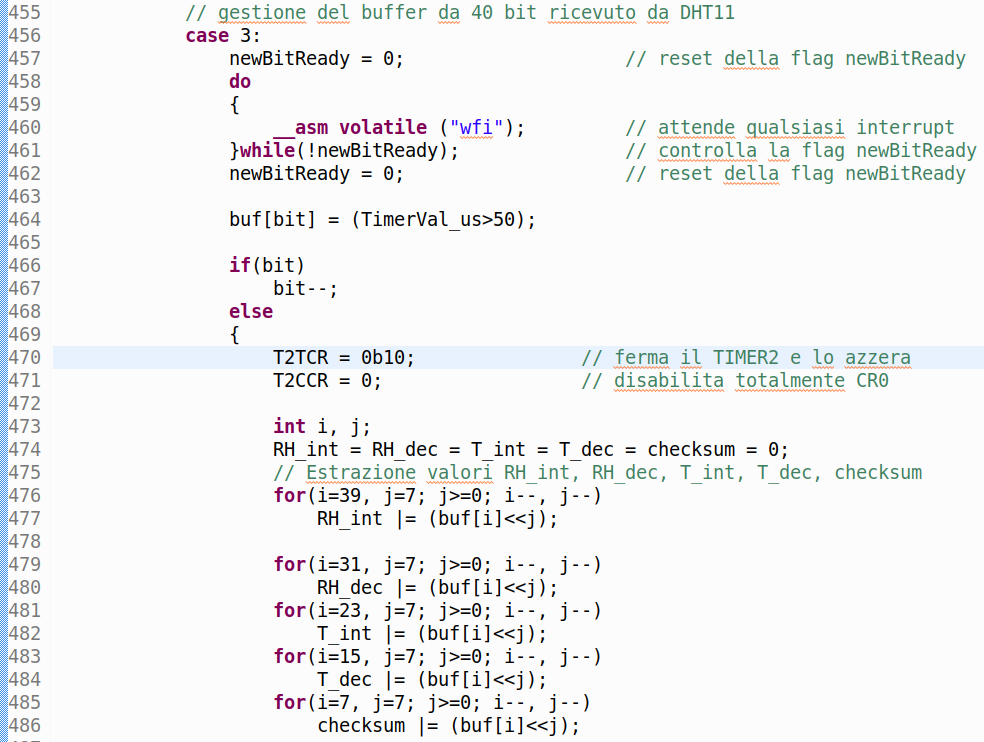 455 // gestione del buffer da 40 bit ricevuto da DHT11
456 case 3:
457 newBitReady = 0; // reset della flag newBitReady
458 do
459 {
460 __asm volatile ("wfi"); // attende qualsiasi interrupt
461 }while(!newBitReady); // controlla la flag newBitReady
462 newBitReady = 0; // reset della flag newBitReady
463
464 buf[bit] = (TimerVal_us>50);
465
466 if(bit)
467 bit--;
468 else
469 {
470 T2TCR = 0b10; // ferma il TIMER2 e lo azzera
471 T2CCR = 0; // disabilita totalmente CR0
472
473 int i, j;
474 RH_int = RH_dec = T_int = T_dec = checksum = 0;
475 // Estrazione valori RH_int, RH_dec, T_int, T_dec, checksum
476 for(i=39, j=7; j>=0; i--, j--)
477 RH_int |= (buf[i]<<j);
478
479 for(i=31, j=7; j>=0; i--, j--)
480 RH_dec |= (buf[i]<<j);
481 for(i=23, j=7; j>=0; i--, j--)
482 T_int |= (buf[i]<<j);
483 for(i=15, j=7; j>=0; i--, j--)
484 T_dec |= (buf[i]<<j);
485 for(i=7, j=7; j>=0; i--, j--)
486 checksum |= (buf[i]<<j);